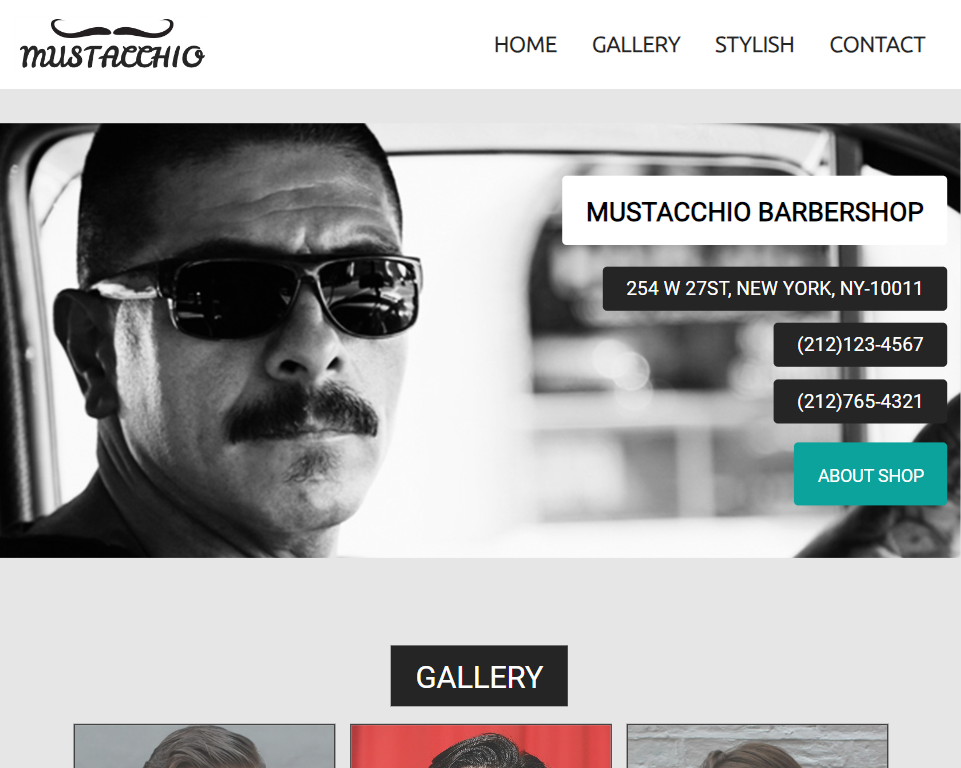 MUSTACCHIO
HOME GALLERY STYLISH CONTACT
MUSTACCHIO BARBERSHOP
254 W 27ST, NEW YORK, NY-10011
(212)123-4567
(212)765-4321
ABOUT SHOP
GALLERY